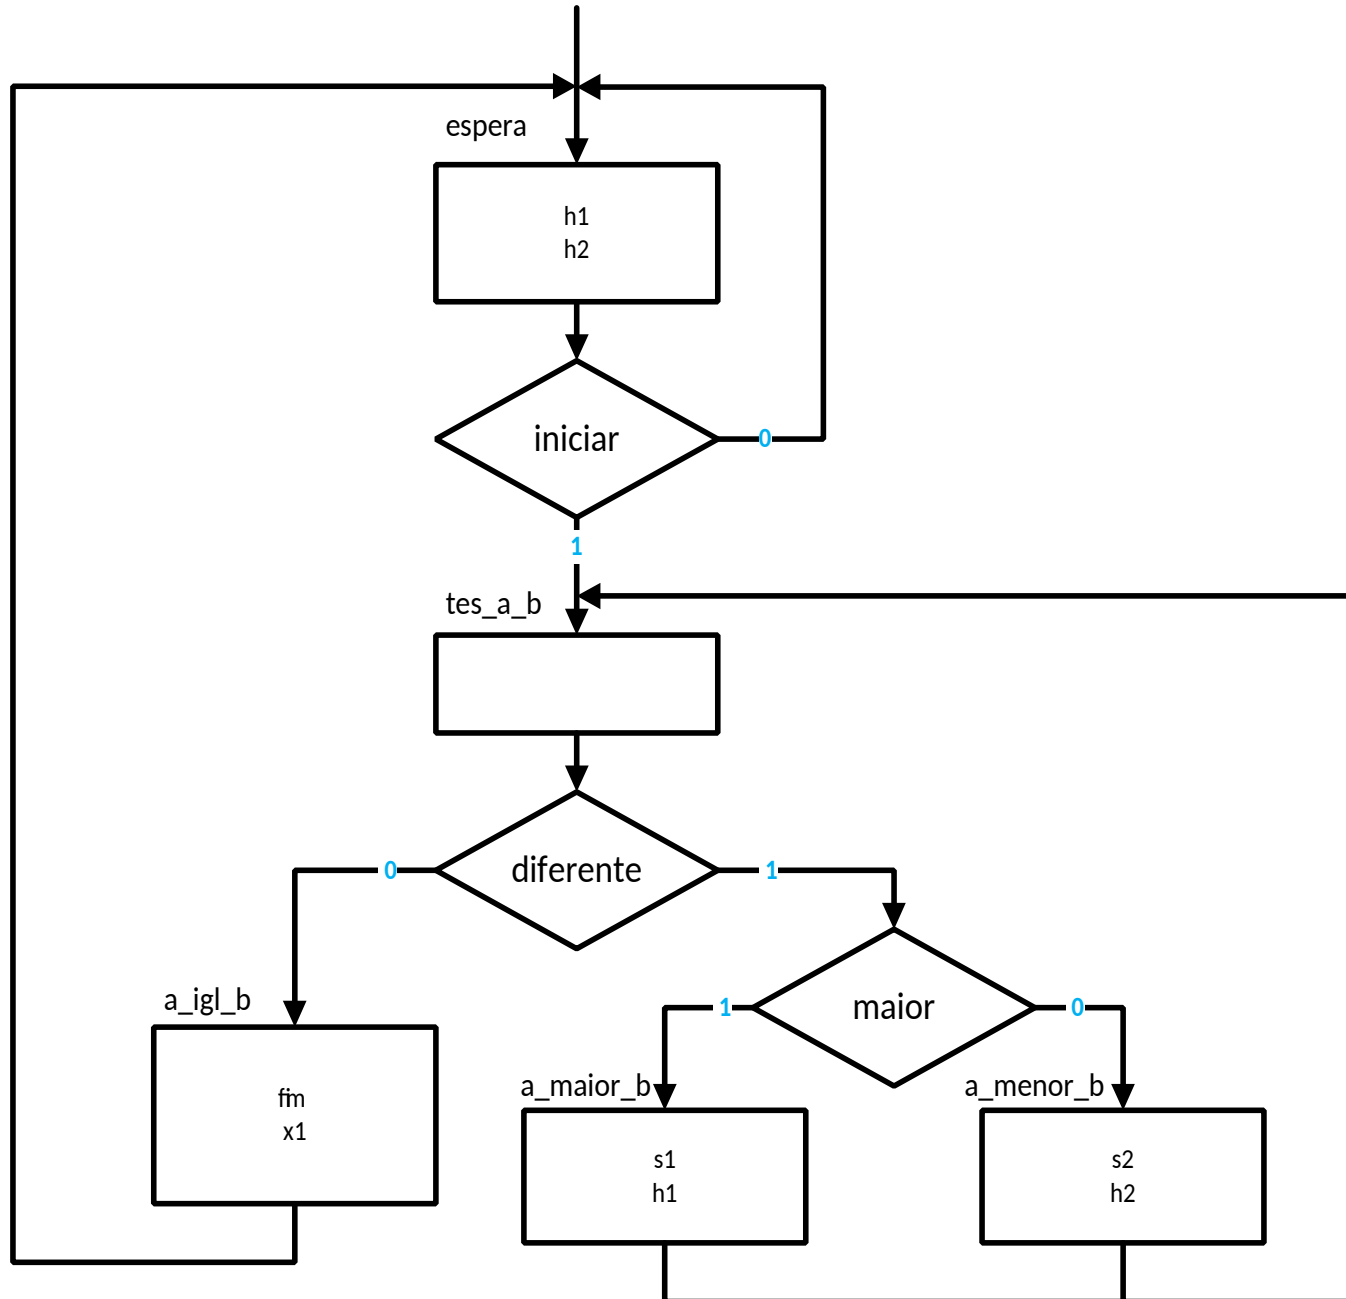 espera
h1
h2
iniciar
0
1
tes_a_b
diferente
0
1
a_igl_b
fim
x1
maior
1
0
a_maior_b
s1
h1
a_menor_b
s2
h2